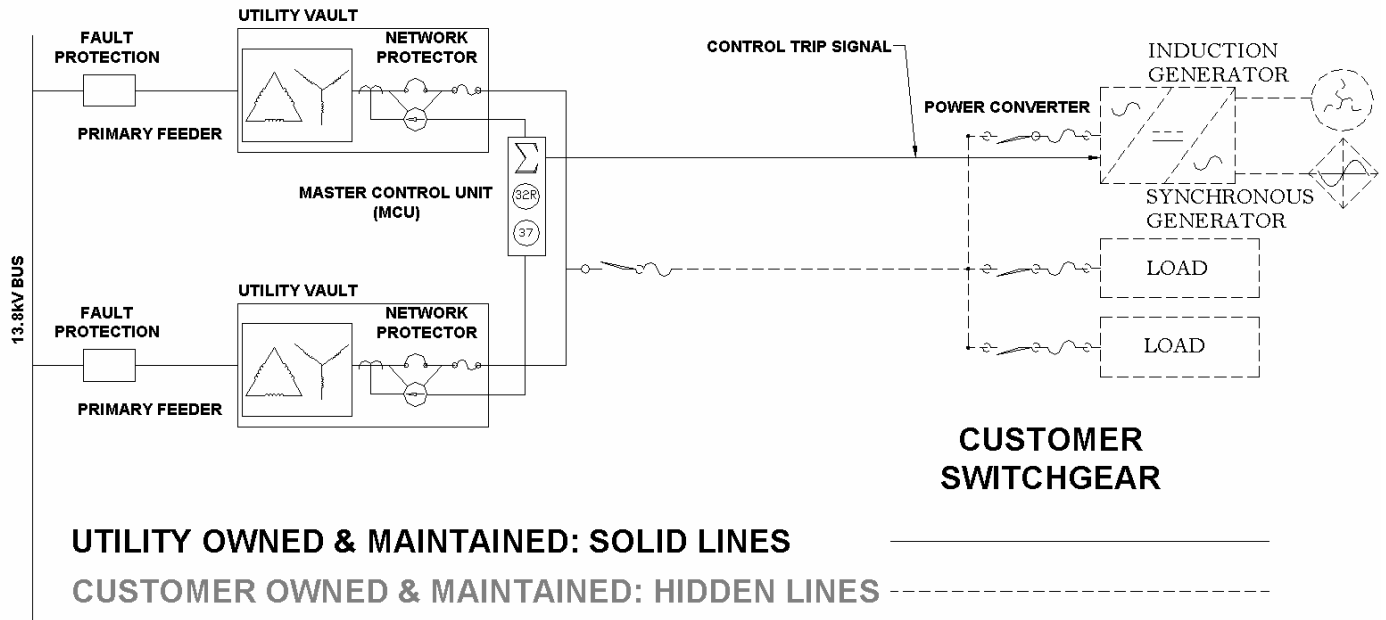 UTILITY VAULT
FAULT
PROTECTION
NETWORK
PROTECTOR
PRIMARY FEEDER
CONTROL TRIP SIGNAL
INDUCTION
GENERATOR
POWER CONVERTER
SYNCHRONOUS
GENERATOR
MASTER CONTROL UNIT
(MCU)
Σ
32R
37
13.8kV BUS
UTILITY VAULT
FAULT
PROTECTION
NETWORK
PROTECTOR
PRIMARY FEEDER
LOAD
LOAD
CUSTOMER
SWITCHGEAR
UTILITY OWNED & MAINTAINED: SOLID LINES
CUSTOMER OWNED & MAINTAINED: HIDDEN LINES